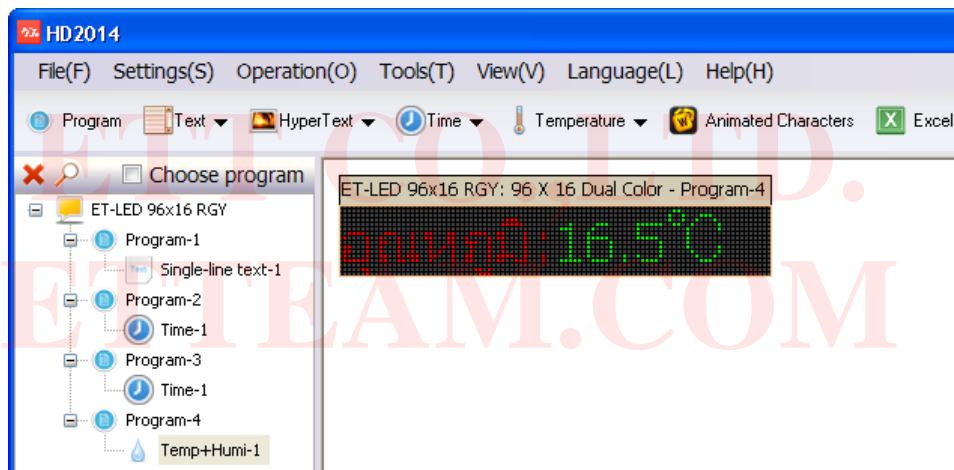 HD2014
File(F) Settings(S) Operation(O) Tools(T) View(V) Language(L) Help(H)
Program Text HyperText Time Temperature Animated Characters Excel
Choose program
ET-LED 96x16 RGY
Program-1
Single-line text-1
Program-2
Time-1
Program-3
Time-1
Program-4
Temp+Humi-1
ET-LED 96x16 RGY: 96 X 16 Dual Color - Program-4
อุณหภูมิ: 16.5°C
ETT CO.,LTD.
ETTEAM.COM